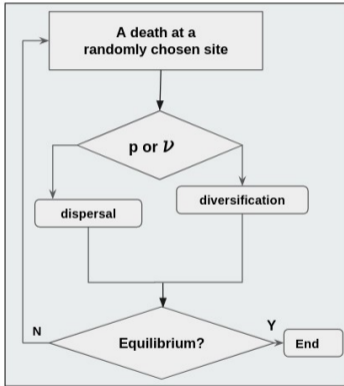 A death at a
randomly chosen site
p or ν
dispersal
diversification
Equilibrium?
N
Y
End